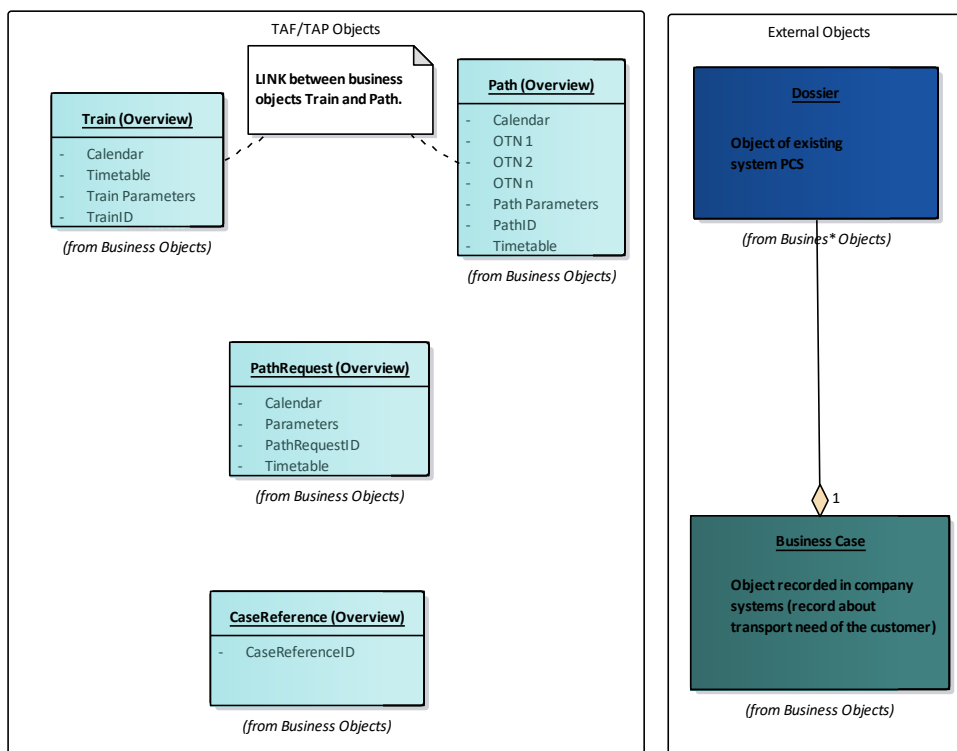 TAF/TAP Objects
LINK between business
objects Train and Path.
Train (Overview)
- Calendar
- Timetable
- Train Parameters
- TrainID
(from Business Objects)
Path (Overview)
- Calendar
- OTN 1
- OTN 2
- OTN n
- Path Parameters
- PathID
- Timetable
(from Business Objects)
PathRequest (Overview)
- Calendar
- Parameters
- PathRequestID
- Timetable
(from Business Objects)
CaseReference (Overview)
- CaseReferenceID
(from Business Objects)
External Objects
Dossier
Object of existing
system PCS
(from Busines* Objects)
1
Business Case
Object recorded in company
systems (record about
transport need of the customer)
(from Business Objects)